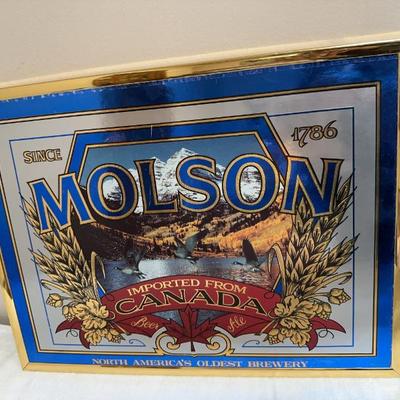 SINCE 1786
MOLSON
IMPORTED FROM
CANADA
Beer Ale
NORTH AMERICA'S OLDEST BREWERY